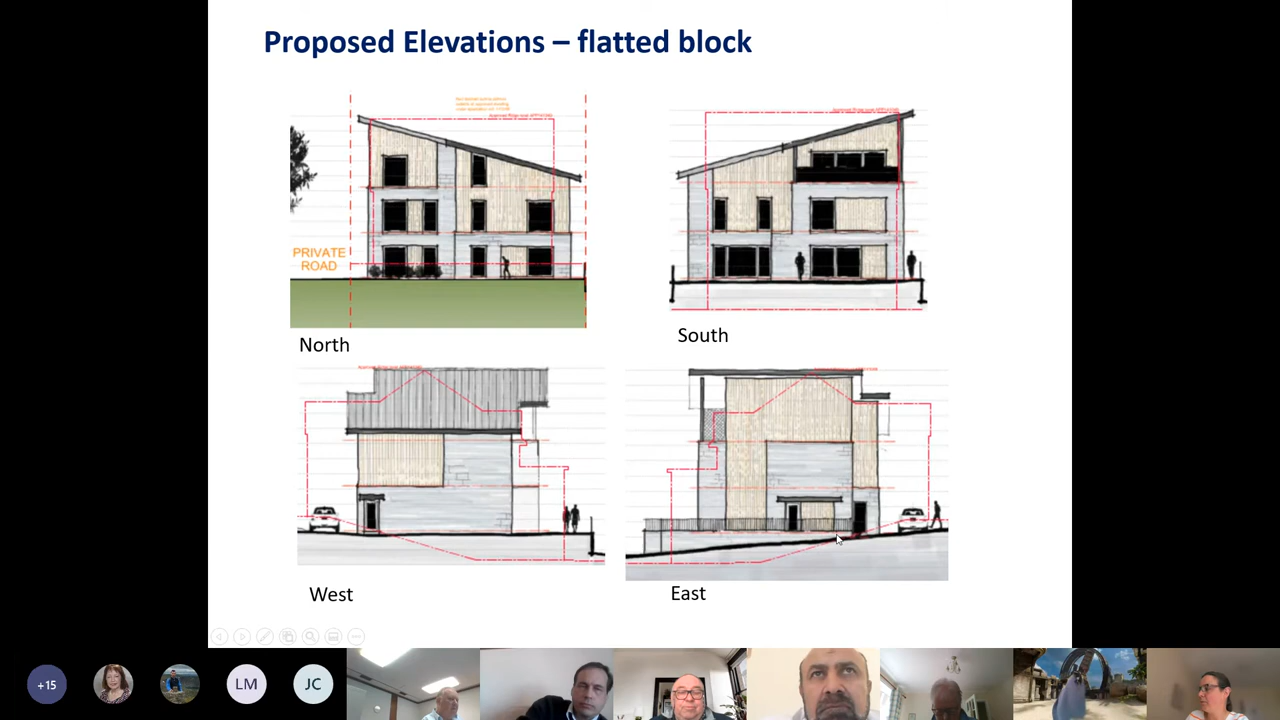 Proposed Elevations – flatted block
PRIVATE
ROAD
North
South
West
East
+15
LM
JC